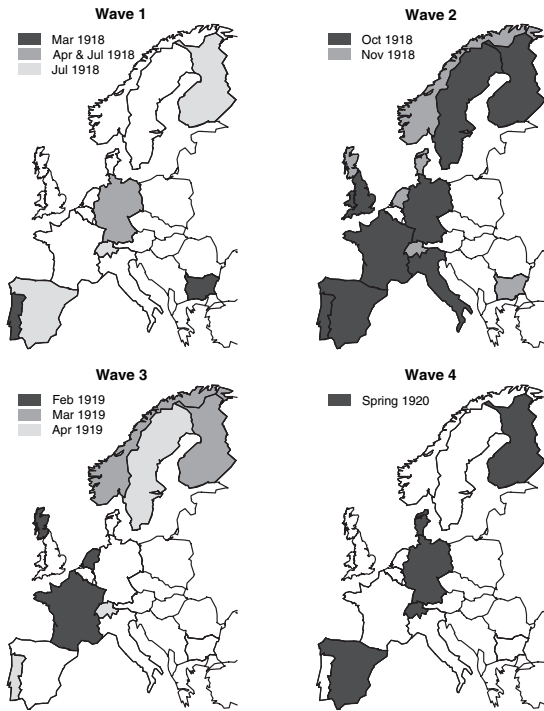 Wave 1
Mar 1918
Apr & Jul 1918
Jul 1918
Wave 2
Oct 1918
Nov 1918
Wave 3
Feb 1919
Mar 1919
Apr 1919
Wave 4
Spring 1920